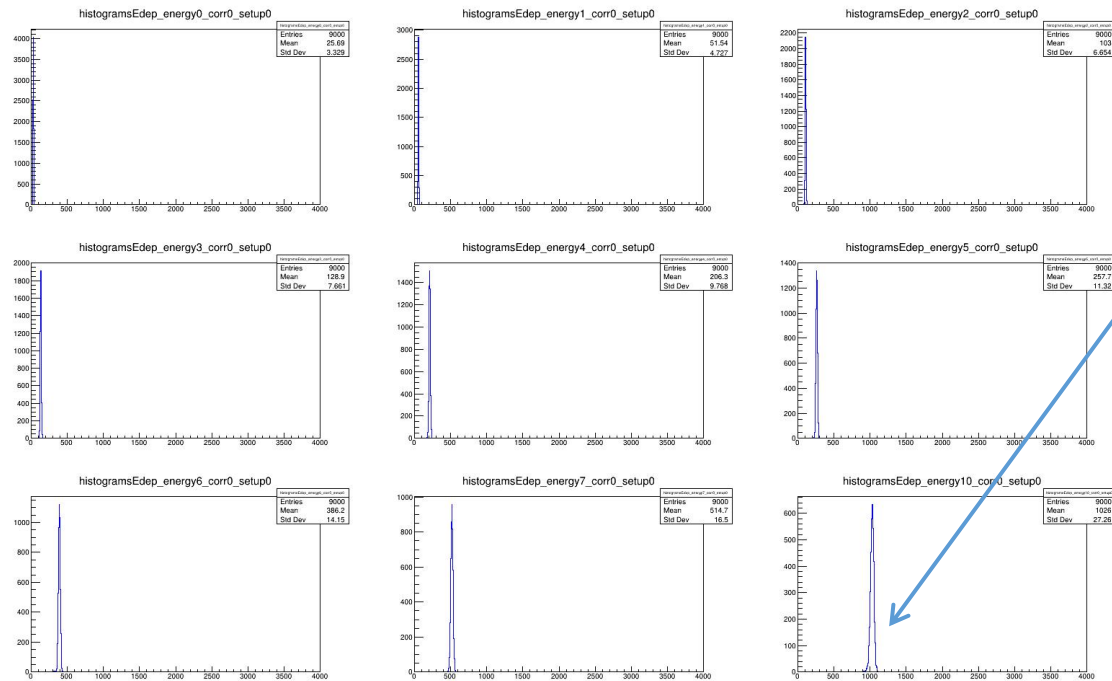 histogramsEdep_energy0_corr0_setup0
histogramsEdep_energy0_corr0_setup0
Entries 9000
Mean 25.69
Std Dev 3.329
4000
3500
3000
2500
2000
1500
1000
500
0
0 500 1000 1500 2000 2500 3000 3500 4000
histogramsEdep_energy1_corr0_setup0
histogramsEdep_energy1_corr0_setup0
Entries 9000
Mean 51.54
Std Dev 4.727
3000
2500
2000
1500
1000
500
0
0 500 1000 1500 2000 2500 3000 3500 4000
histogramsEdep_energy2_corr0_setup0
histogramsEdep_energy2_corr0_setup0
Entries 9000
Mean 103
Std Dev 6.654
2200
2000
1800
1600
1400
1200
1000
800
600
400
200
0
0 500 1000 1500 2000 2500 3000 3500 4000
histogramsEdep_energy3_corr0_setup0
histogramsEdep_energy3_corr0_setup0
Entries 9000
Mean 128.9
Std Dev 7.661
2000
1800
1600
1400
1200
1000
800
600
400
200
0
0 500 1000 1500 2000 2500 3000 3500 4000
histogramsEdep_energy4_corr0_setup0
histogramsEdep_energy4_corr0_setup0
Entries 9000
Mean 206.3
Std Dev 9.768
1400
1200
1000
800
600
400
200
0
0 500 1000 1500 2000 2500 3000 3500 4000
histogramsEdep_energy5_corr0_setup0
histogramsEdep_energy5_corr0_setup0
Entries 9000
Mean 257.7
Std Dev 11.32
1400
1200
1000
800
600
400
200
0
0 500 1000 1500 2000 2500 3000 3500 4000
histogramsEdep_energy6_corr0_setup0
histogramsEdep_energy6_corr0_setup0
Entries 9000
Mean 386.2
Std Dev 14.15
1000
800
600
400
200
0
0 500 1000 1500 2000 2500 3000 3500 4000
histogramsEdep_energy7_corr0_setup0
histogramsEdep_energy7_corr0_setup0
Entries 9000
Mean 514.7
Std Dev 16.5
1000
800
600
400
200
0
0 500 1000 1500 2000 2500 3000 3500 4000
histogramsEdep_energy10_corr0_setup0
histogramsEdep_energy10_corr0_setup0
Entries 9000
Mean 1026
Std Dev 27.26
600
500
400
300
200
100
0
0 500 1000 1500 2000 2500 3000 3500 4000